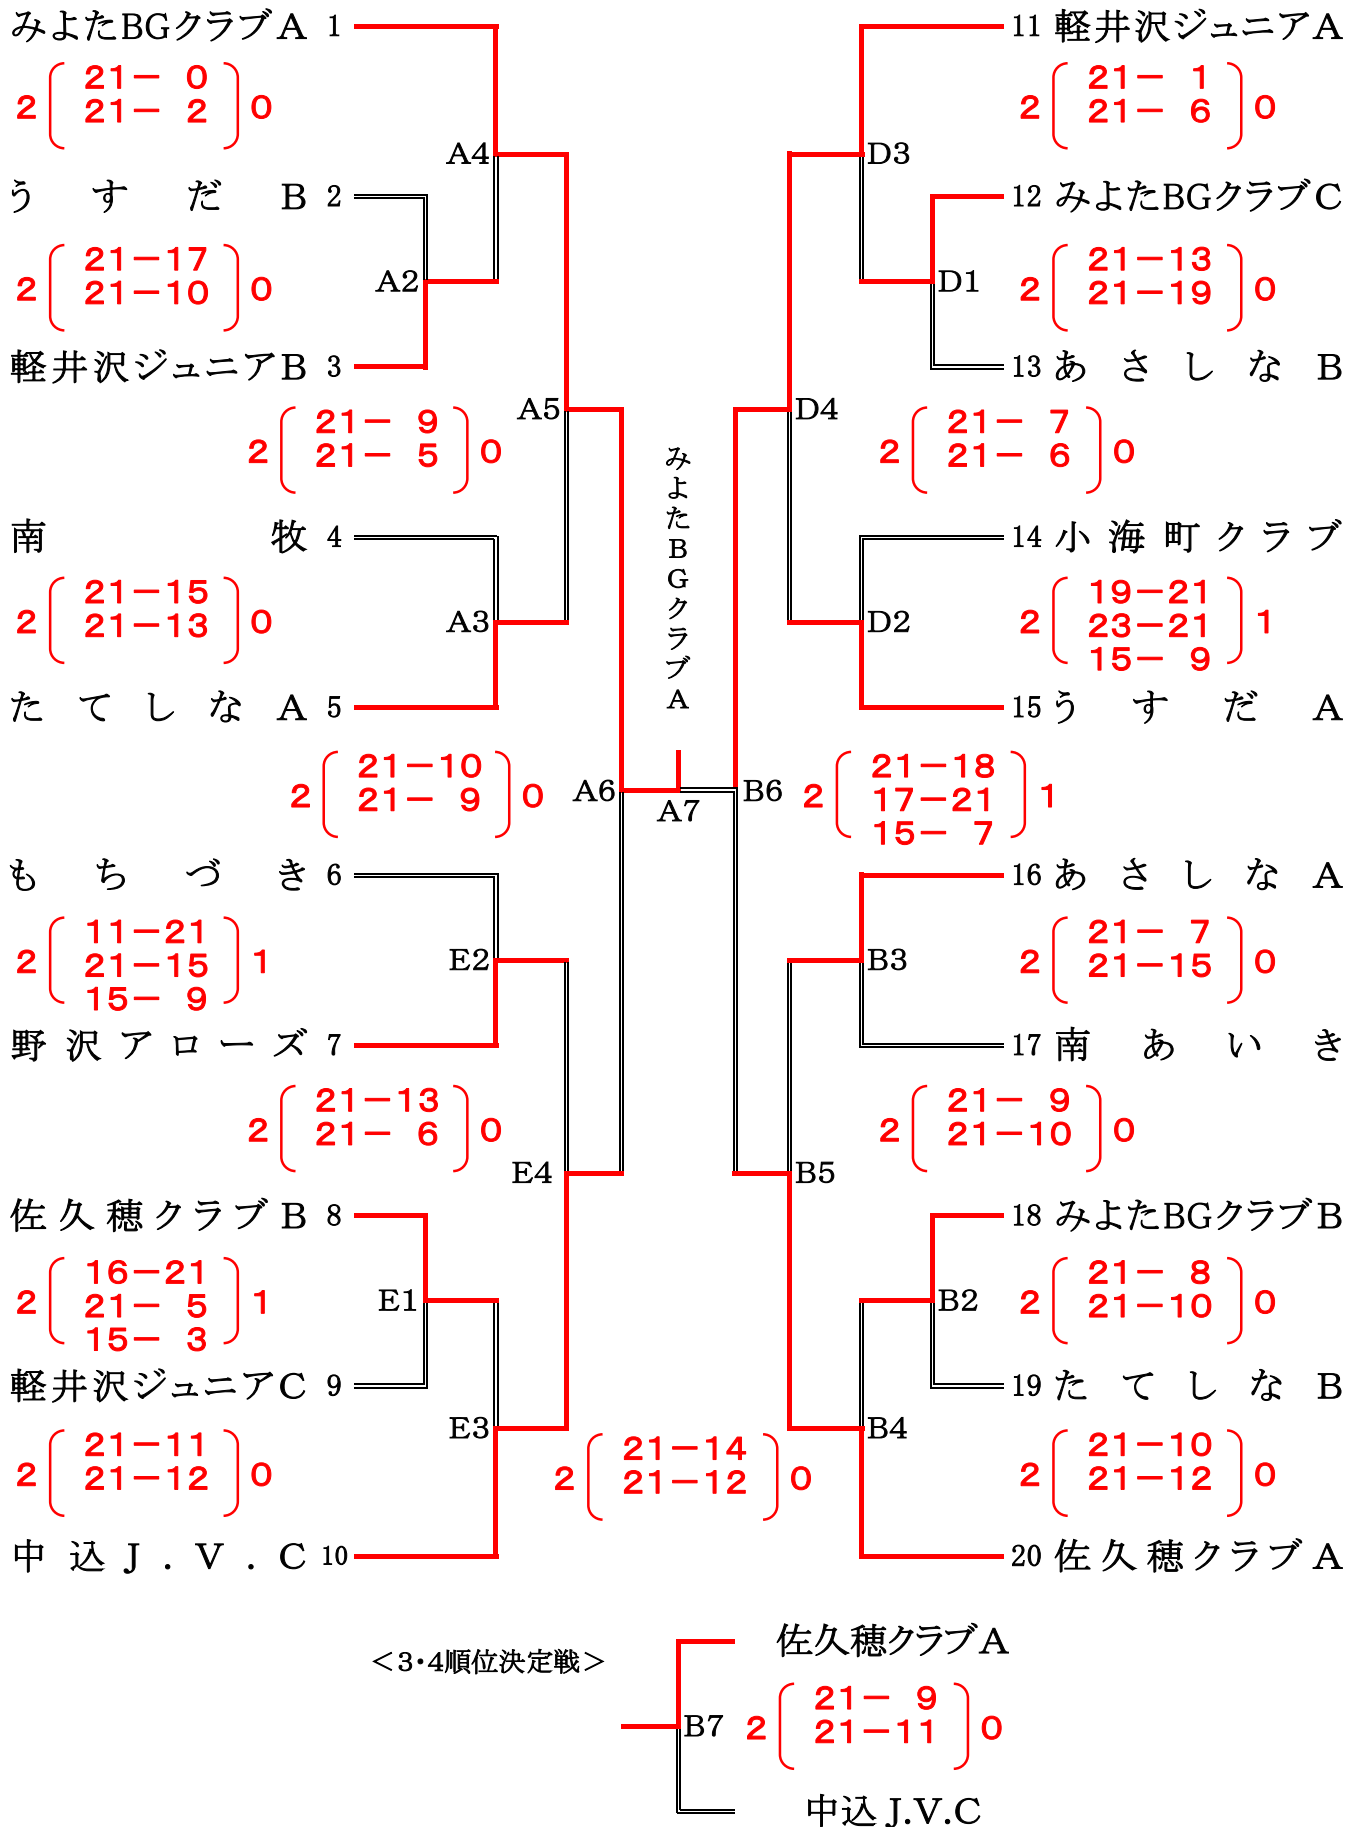 みよたBGクラブA 1
2 21－ 0 0
21－ 2
A4
うすだB 2
2 21－17 0
21－10
A2
軽井沢ジュニアB 3
A5
2 21－ 9 0
21－ 5
南牧 4
2 21－15 0
21－13
A3
たてしなA 5
2 21－10 0
21－ 9
A6
もちづき 6
2 11－21 1
21－15
15－ 9
E2
野沢アローズ 7
2 21－13 0
21－ 6
E4
佐久穂クラブB 8
2 16－21 1
21－ 5
15－ 3
E1
軽井沢ジュニアC 9
2 21－11 0
21－12
E3
中込J.V.C 10
みよたBGクラブA
A7
2 21－14 0
21－12
11 軽井沢ジュニアA
2 21－ 1 0
21－ 6
D3
12 みよたBGクラブC
2 21－13 0
21－19
D1
13 あさしなB
D4
2 21－ 7 0
21－ 6
14 小海町クラブ
2 19－21 1
23－21
15－ 9
D2
15 うすだA
B6
2 21－18 1
17－21
15－ 7
16 あさしなA
2 21－ 7 0
21－15
B3
17 南あいき
2 21－ 9 0
21－10
B5
18 みよたBGクラブB
2 21－ 8 0
21－10
B2
19 たてしなB
2 21－10 0
21－12
B4
20 佐久穂クラブA
＜3・4順位決定戦＞
佐久穂クラブA
B7
2 21－ 9 0
21－11
中込J.V.C